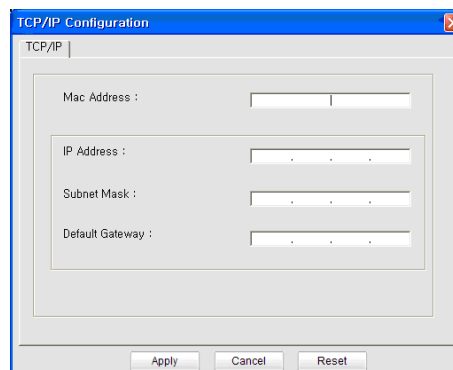 TCP/IP Configuration
TCP/IP
Mac Address :
IP Address :
. . .
Subnet Mask :
. . .
Default Gateway :
. . .
Apply Cancel Reset